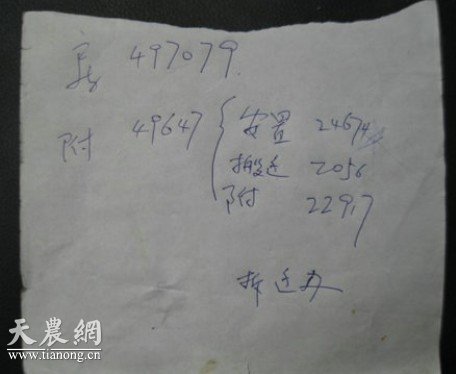 房 497079.
附 49647 { 安置 24674
搬迁 2056
附 22917
拆迁办
天農網
www.tianong.cn